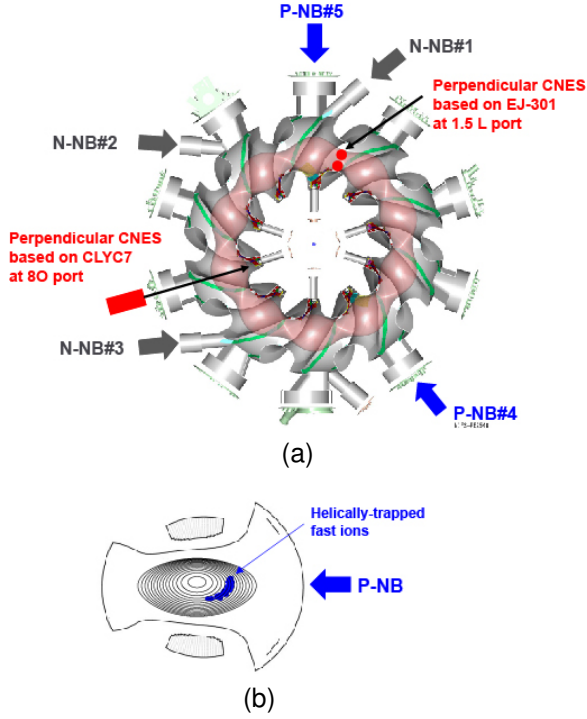 P-NB#5
N-NB#1
Perpendicular CNES
based on EJ-301
at 1.5 L port
N-NB#2
Perpendicular CNES
based on CLYC7
at 8O port
N-NB#3
P-NB#4
(a)
Helically-trapped
fast ions
P-NB
(b)